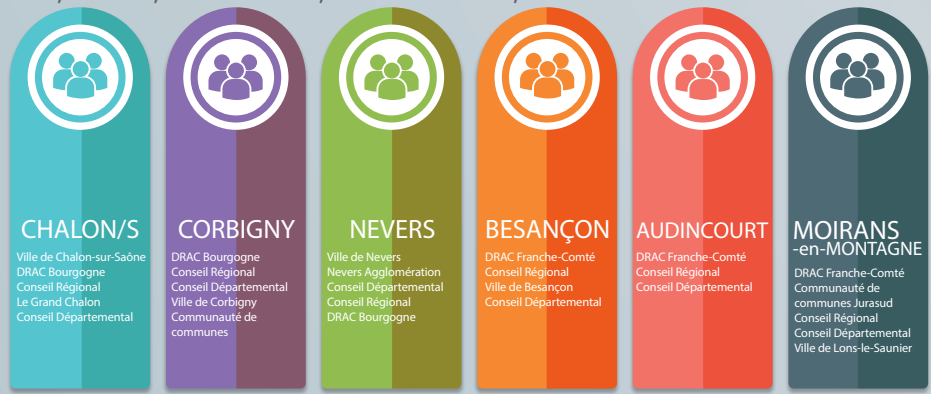 CHALON/S
Ville de Chalon-sur-Saône
DRAC Bourgogne
Conseil Régional
Le Grand Chalon
Conseil Départemental
CORBIGNY
DRAC Bourgogne
Conseil Régional
Conseil Départemental
Ville de Corbigny
Communauté de
communes
NEVERS
Ville de Nevers
Nevers Agglomération
Conseil Départemental
Conseil Régional
DRAC Bourgogne
BESANÇON
DRAC Franche-Comté
Conseil Régional
Ville de Besançon
Conseil Départemental
AUDINCOURT
DRAC Franche-Comté
Conseil Régional
Conseil Départemental
MOIRANS
-en-MONTAGNE
DRAC Franche-Comté
Communauté de
communes Jurasud
Conseil Régional
Conseil Départemental
Ville de Lons-le-Saunier